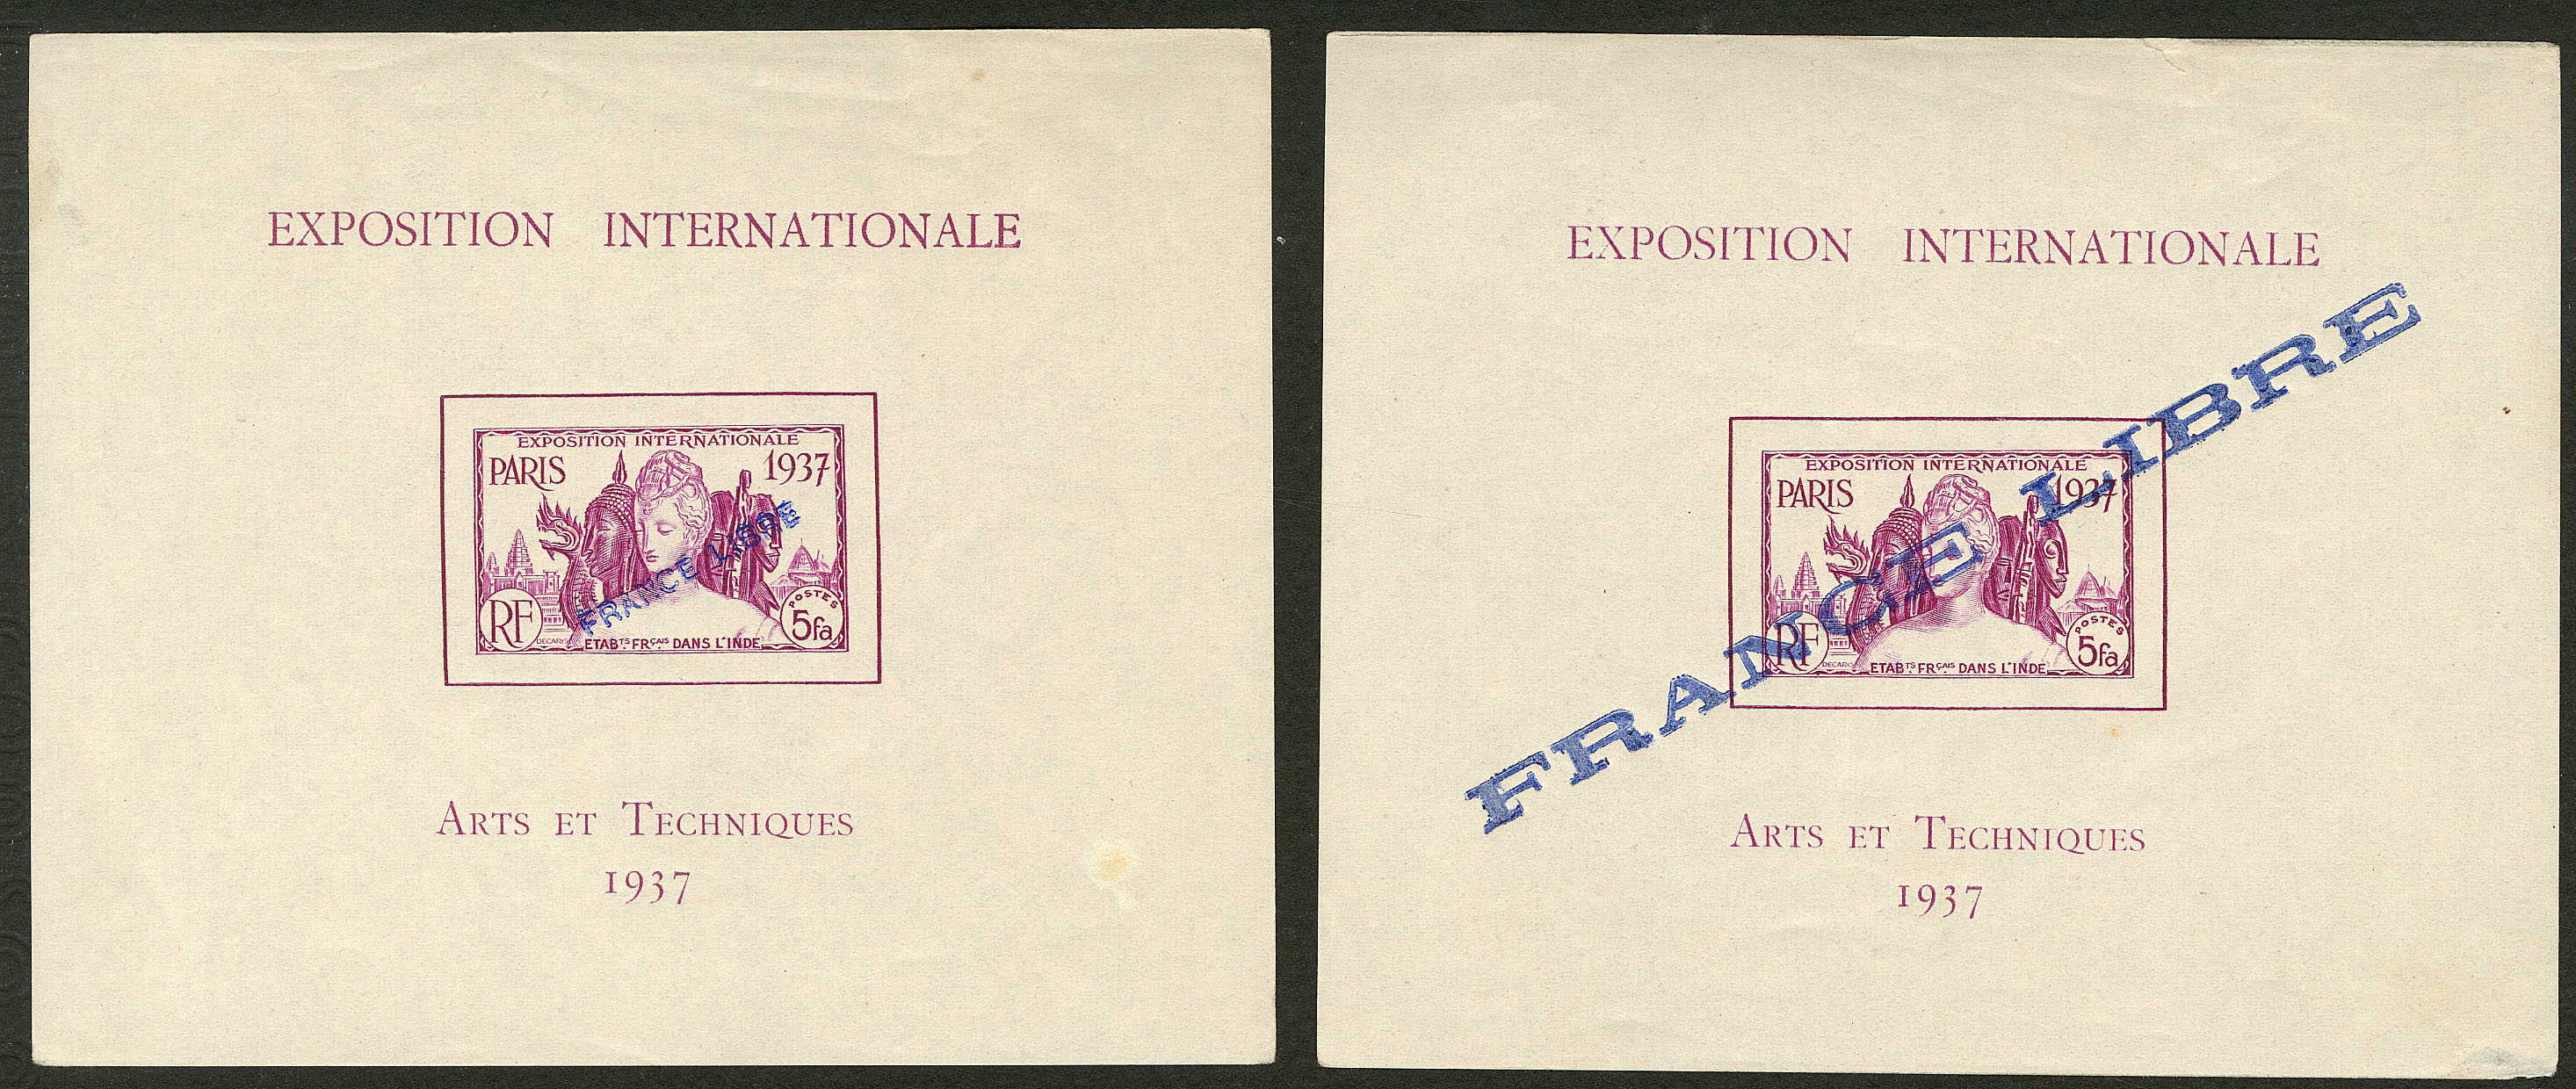 EXPOSITION INTERNATIONALE
EXPOSITION INTERNATIONALE
PARIS 1937
FRANCE LIBRE
RF
DECARIS
POSTES
5fa
ETABTS FRÇAIS DANS L'INDE
ARTS ET TECHNIQUES
1937
EXPOSITION INTERNATIONALE
FRANCE LIBRE
EXPOSITION INTERNATIONALE
PARIS 1937
RF
DECARIS
POSTES
5fa
ETABTS FRÇAIS DANS L'INDE
ARTS ET TECHNIQUES
1937